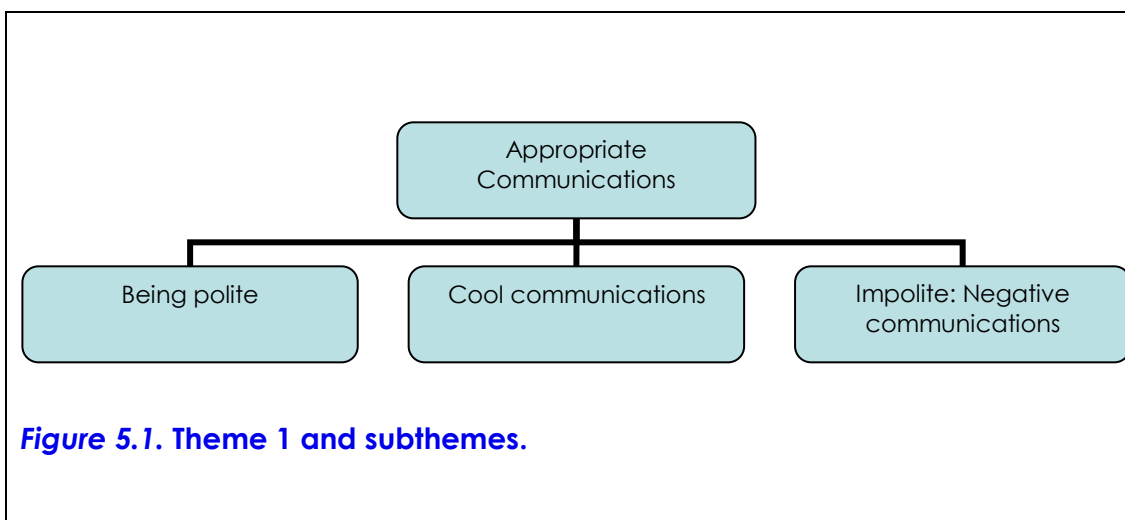 Appropriate
Communications
Being polite
Cool communications
Impolite: Negative
communications
Figure 5.1. Theme 1 and subthemes.